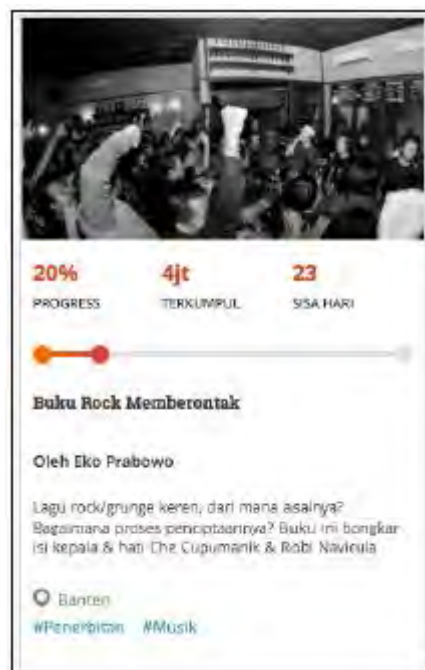 20% 4jt 23
PROGRESS TERKUMPUL SISA HARI
Buku Rock Memberontak
Oleh Eko Prabowo
Lagu rock/grunge keren, dari mana asalnya?
Bagaimana proses penciptaannya? Buku ini bongkar
isi kepala & hati Che Cupumanik & Robi Navicula
Banten
#Penerbitan #Musik